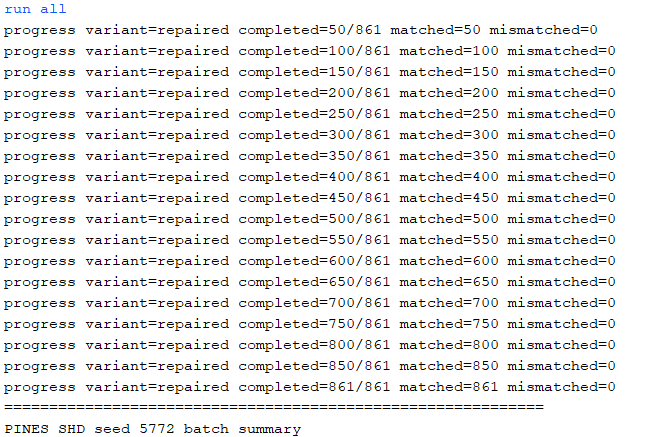 run all
progress variant=repaired completed=50/861 matched=50 mismatched=0
progress variant=repaired completed=100/861 matched=100 mismatched=0
progress variant=repaired completed=150/861 matched=150 mismatched=0
progress variant=repaired completed=200/861 matched=200 mismatched=0
progress variant=repaired completed=250/861 matched=250 mismatched=0
progress variant=repaired completed=300/861 matched=300 mismatched=0
progress variant=repaired completed=350/861 matched=350 mismatched=0
progress variant=repaired completed=400/861 matched=400 mismatched=0
progress variant=repaired completed=450/861 matched=450 mismatched=0
progress variant=repaired completed=500/861 matched=500 mismatched=0
progress variant=repaired completed=550/861 matched=550 mismatched=0
progress variant=repaired completed=600/861 matched=600 mismatched=0
progress variant=repaired completed=650/861 matched=650 mismatched=0
progress variant=repaired completed=700/861 matched=700 mismatched=0
progress variant=repaired completed=750/861 matched=750 mismatched=0
progress variant=repaired completed=800/861 matched=800 mismatched=0
progress variant=repaired completed=850/861 matched=850 mismatched=0
progress variant=repaired completed=861/861 matched=861 mismatched=0
============================================================
PINES SHD seed 5772 batch summary